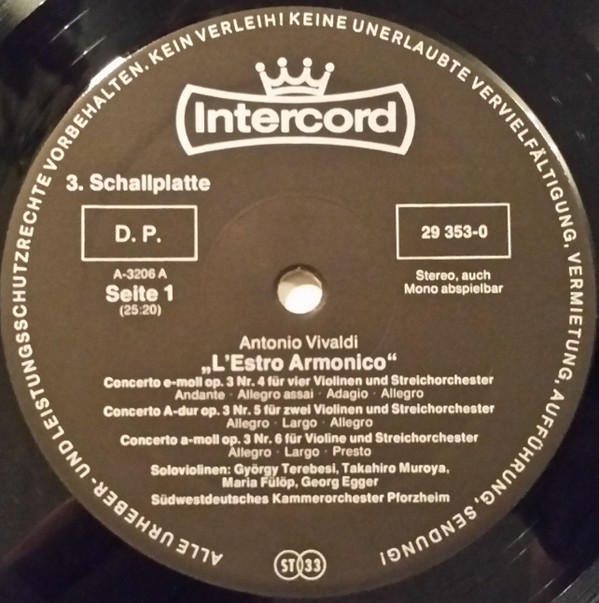 ALLE URHEBER- UND LEISTUNGSSCHUTZRECHTE VORBEHALTEN. KEIN VERLEIH! KEINE UNERLAUBTE VERVIELFÄLTIGUNG, VERMIETUNG, AUFFÜHRUNG, SENDUNG!
Intercord
3. Schallplatte
D. P.
29 353-0
A-3206 A
Seite 1
(25:20)
Stereo, auch
Mono abspielbar
Antonio Vivaldi
„L'Estro Armonico“
Concerto e-moll op. 3 Nr. 4 für vier Violinen und Streichorchester
Andante · Allegro assai · Adagio · Allegro
Concerto A-dur op. 3 Nr. 5 für zwei Violinen und Streichorchester
Allegro · Largo · Allegro
Concerto a-moll op. 3 Nr. 6 für Violine und Streichorchester
Allegro · Largo · Presto
Soloviolinen: György Terebesi, Takahiro Muroya,
Maria Fülöp, Georg Egger
Südwestdeutsches Kammerorchester Pforzheim
ST 33